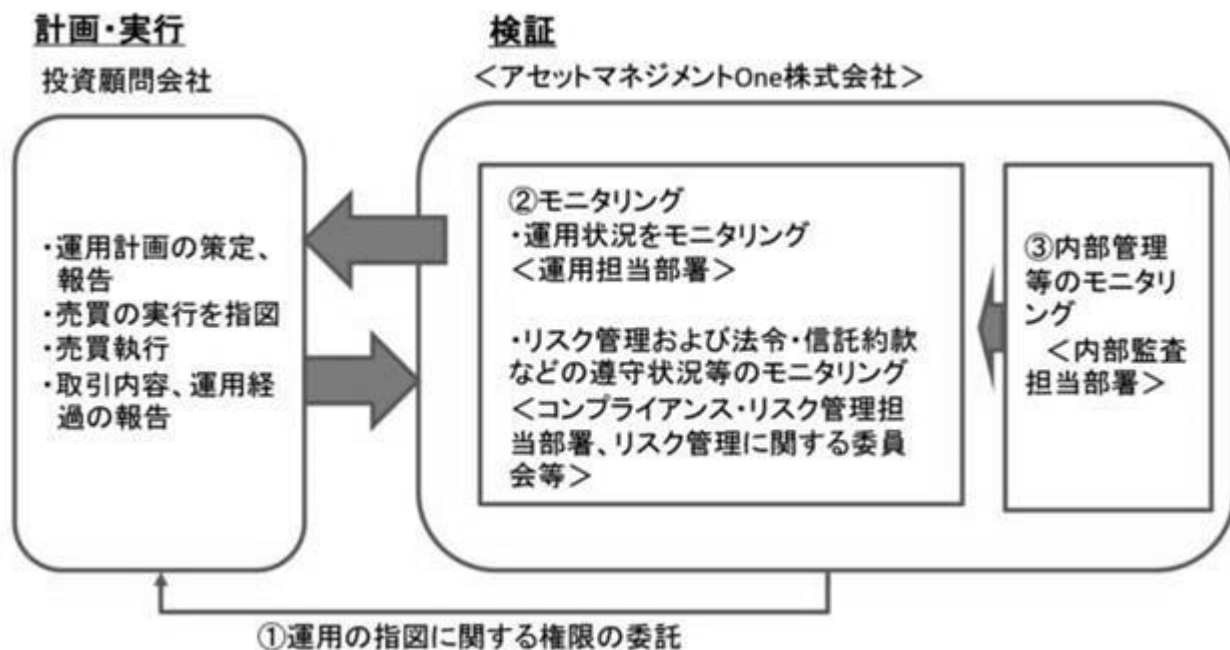 計画・実行
投資顧問会社
・運用計画の策定、
報告
・売買の実行を指図
・売買執行
・取引内容、運用経
過の報告
検証
＜アセットマネジメントOne株式会社＞
②モニタリング
・運用状況をモニタリング
＜運用担当部署＞
・リスク管理および法令・信託約款
などの遵守状況等のモニタリング
＜コンプライアンス・リスク管理担
当部署、リスク管理に関する委員
会等＞
③内部管理
等のモニタリ
ング
＜内部監査
担当部署＞
①運用の指図に関する権限の委託